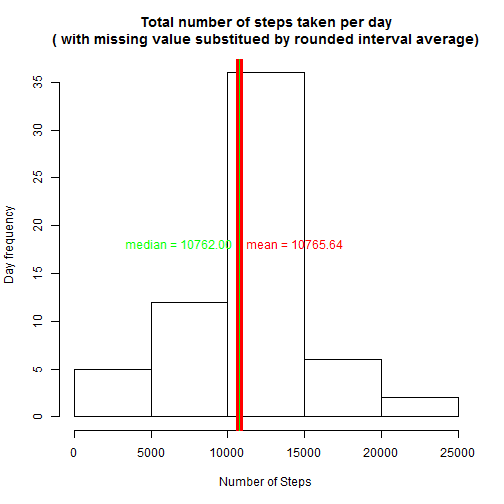 Total number of steps taken per day
( with missing value substitued by rounded interval average)
35
30
25
20
15
10
5
0
Day frequency
median = 10762.00
mean = 10765.64
0 5000 10000 15000 20000 25000
Number of Steps